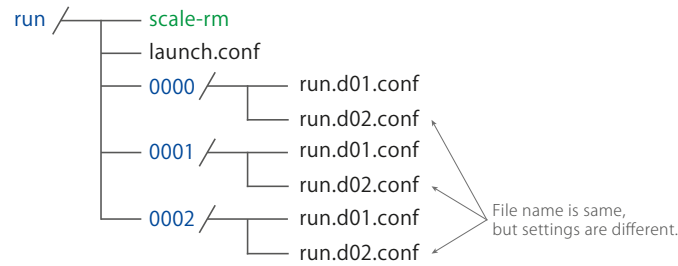 run
scale-rm
launch.conf
0000
run.d01.conf
run.d02.conf
0001
run.d01.conf
run.d02.conf
0002
run.d01.conf
run.d02.conf
File name is same,
but settings are different.